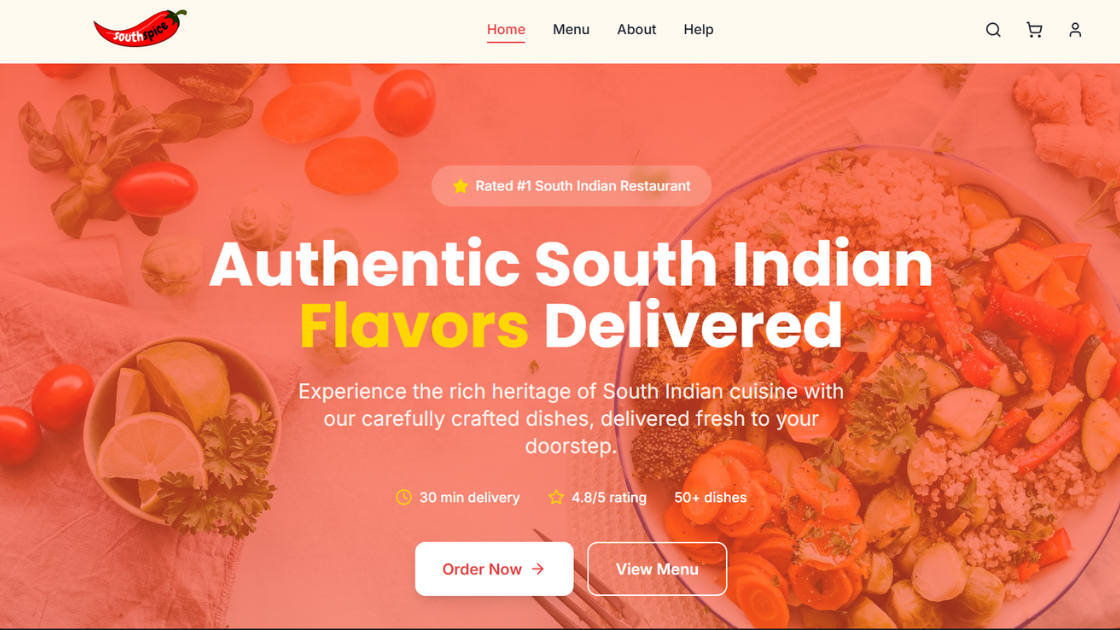 southspice
Home
Menu
About
Help
Rated #1 South Indian Restaurant
Authentic South Indian
Flavors Delivered
Experience the rich heritage of South Indian cuisine with
our carefully crafted dishes, delivered fresh to your
doorstep.
30 min delivery
4.8/5 rating
50+ dishes
Order Now
View Menu